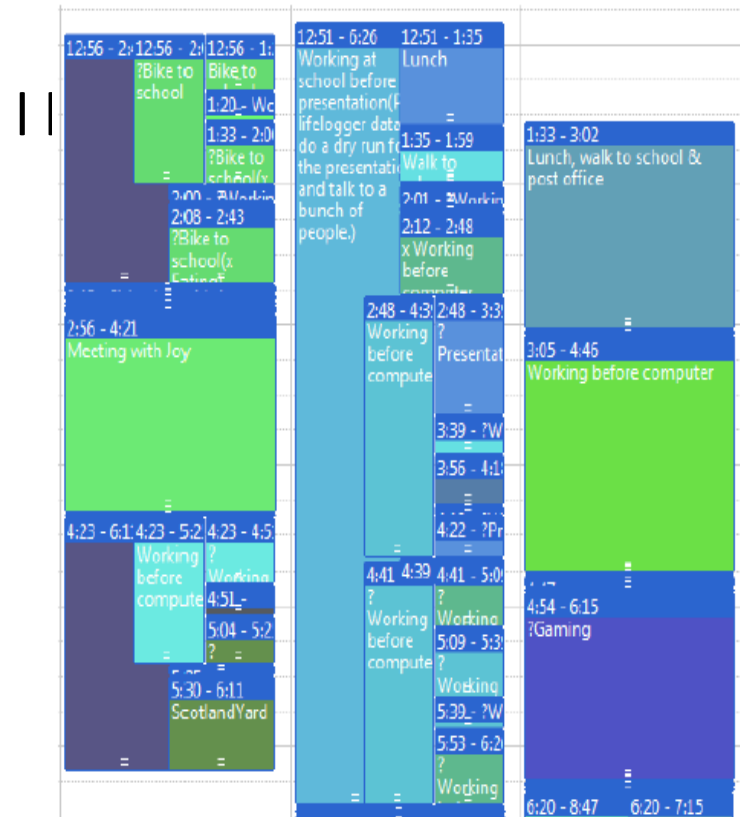 12:56 - 2:
12:56 - 2:
12:56 - 1:
?Bike to
school
Bike to
1:20 - Wo
1:33 - 2:0
?Bike to
school(x
2:08 - 2:43
?Bike to
school(x
Eating?
2:56 - 4:21
Meeting with Joy
4:23 - 6:1
4:23 - 5:2
4:23 - 4:5
Working
before
compute
?
Working
4:51 -
5:04 - 5:2
?
5:30 - 6:11
ScotlandYard
12:51 - 6:26
12:51 - 1:35
Working at
school before
presentation(
lifelogger data
do a dry run f
the presentati
and talk to a
bunch of
people.)
Lunch
1:35 - 1:59
Walk to
2:01 - ?Workin
2:12 - 2:48
x Working
before
computer
2:48 - 4:3
2:48 - 3:3
Working
before
compute
?
Presentat
3:39 - ?W
3:56 - 4:1
4:22 - ?Pr
4:41
4:39
4:41 - 5:0
?
Working
before
compute
?
Working
5:09 - 5:3
?
Working
5:39 - ?W
5:53 - 6:2
?
Working
1:33 - 3:02
Lunch, walk to school &
post office
3:05 - 4:46
Working before computer
4:54 - 6:15
?Gaming
6:20 - 8:47
6:20 - 7:15